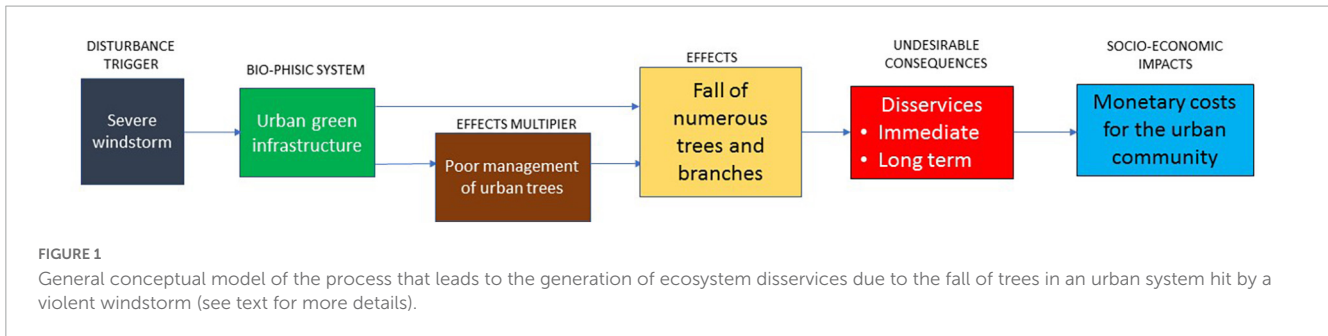 DISTURBANCE
TRIGGER
Severe
windstorm
BIO-PHISIC SYSTEM
Urban green
infrastructure
EFFECTS MULTIPIER
Poor management
of urban trees
EFFECTS
Fall of
numerous
trees and
branches
UNDESIRABLE
CONSEQUENCES
Disservices
• Immediate
• Long term
SOCIO-ECONOMIC
IMPACTS
Monetary costs
for the urban
community
FIGURE 1
General conceptual model of the process that leads to the generation of ecosystem disservices due to the fall of trees in an urban system hit by a
violent windstorm (see text for more details).